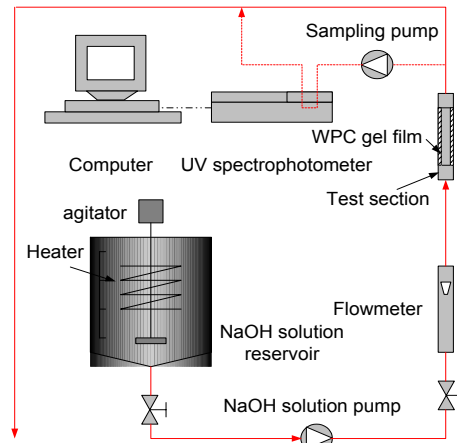 Sampling pump
WPC gel film
Computer
UV spectrophotometer
Test section
agitator
Heater
Flowmeter
NaOH solution
reservoir
NaOH solution pump